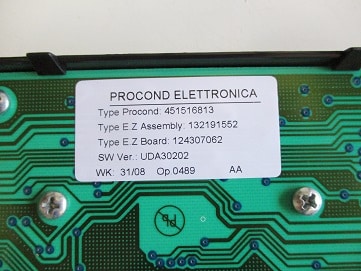 PROCOND ELETTRONICA
Type Procond: 451516813
Type E.Z Assembly: 132191552
Type E.Z Board: 124307062
SW Ver.: UDA30202
WK: 31/08 Op.0489 AA
Pb